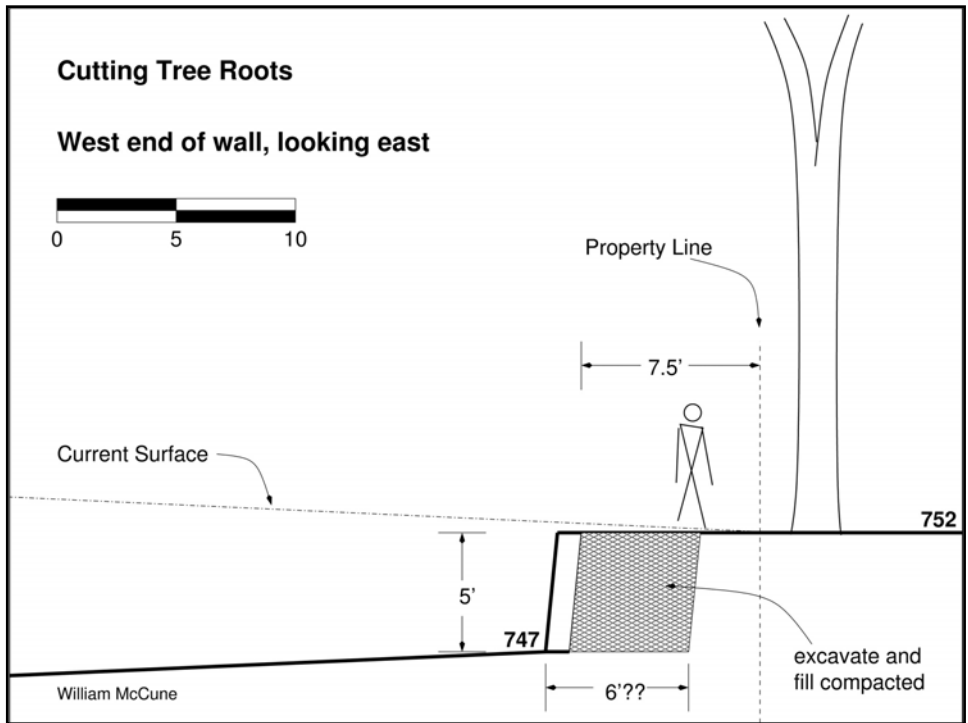 Cutting Tree Roots
West end of wall, looking east
0 5 10
Property Line
7.5'
Current Surface
752
5'
747
6'??
excavate and
fill compacted
William McCune